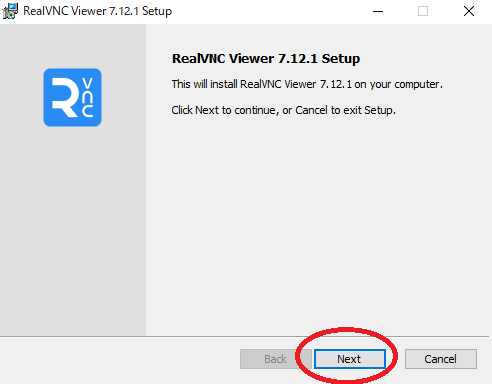 RealVNC Viewer 7.12.1 Setup
RVNC
RealVNC Viewer 7.12.1 Setup
This will install RealVNC Viewer 7.12.1 on your computer.
Click Next to continue, or Cancel to exit Setup.
Back Next Cancel